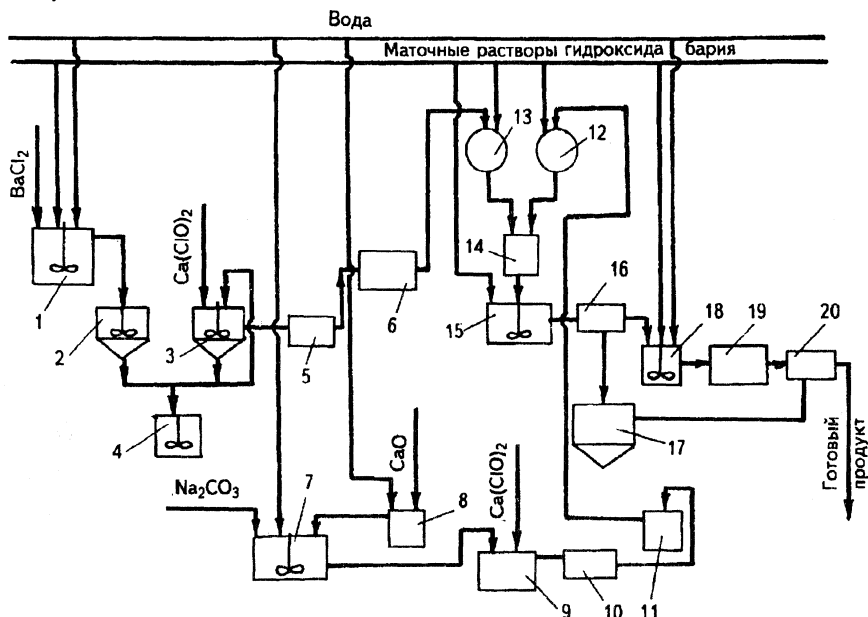 Вода
Маточные растворы гидроксида бария
BaCl2
Ca(ClO)2
13
12
14
1
2
3
4
5
6
15
16
18
19
20
17
Na2CO3
7
CaO
8
Ca(ClO)2
9
10
11
Готовый
продукт